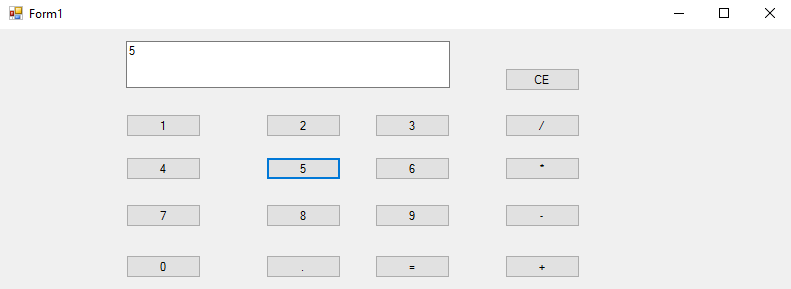 Form1
5
CE
1 2 3 /
4 5 6 *
7 8 9 -
0 . = +